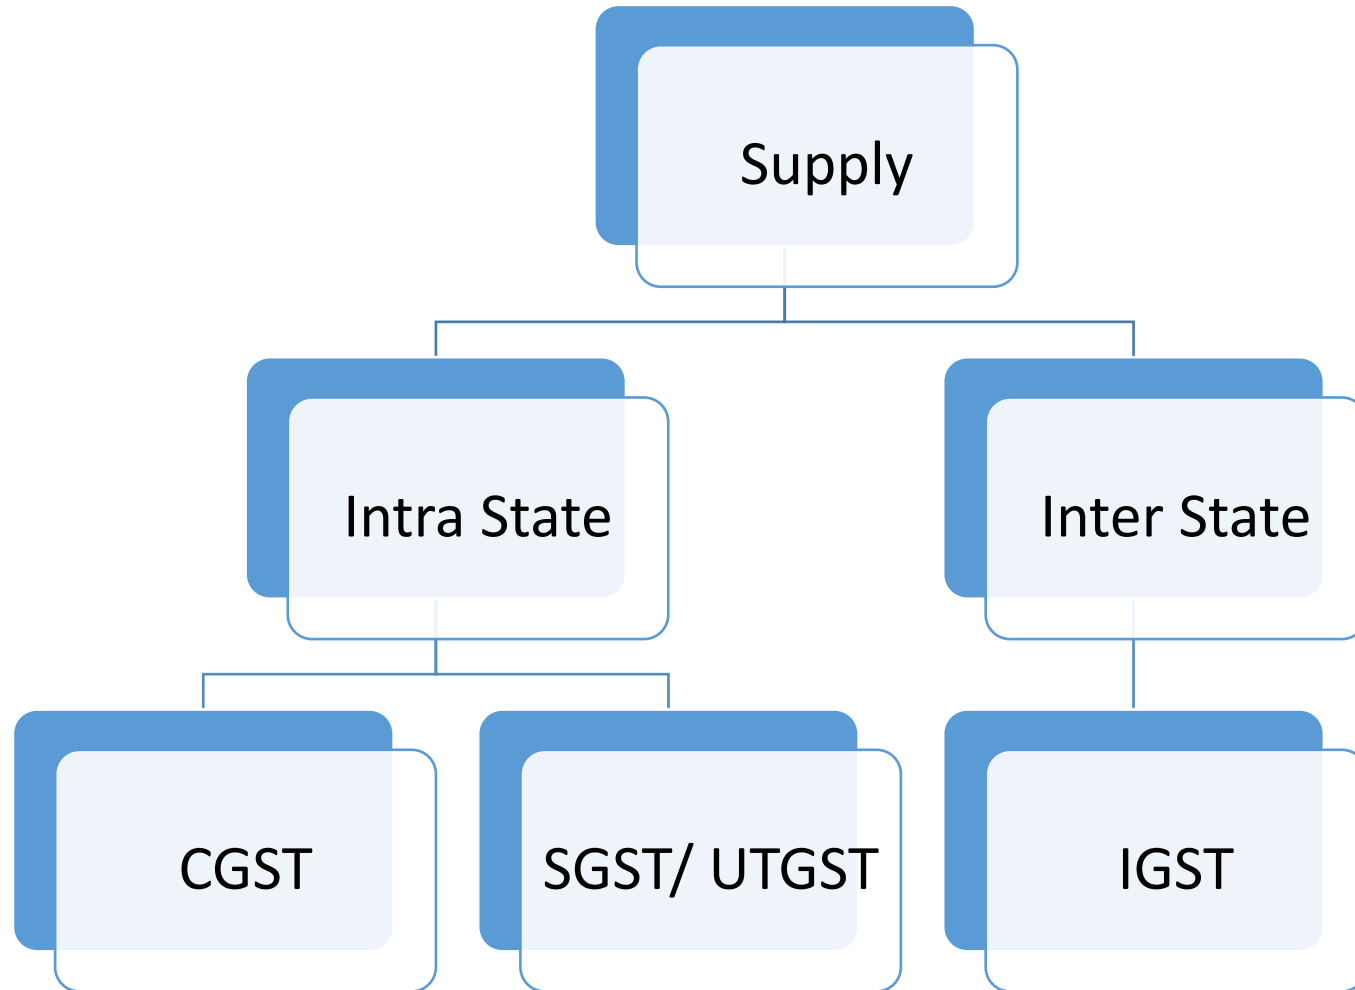 Supply
Intra State
Inter State
CGST
SGST/ UTGST
IGST